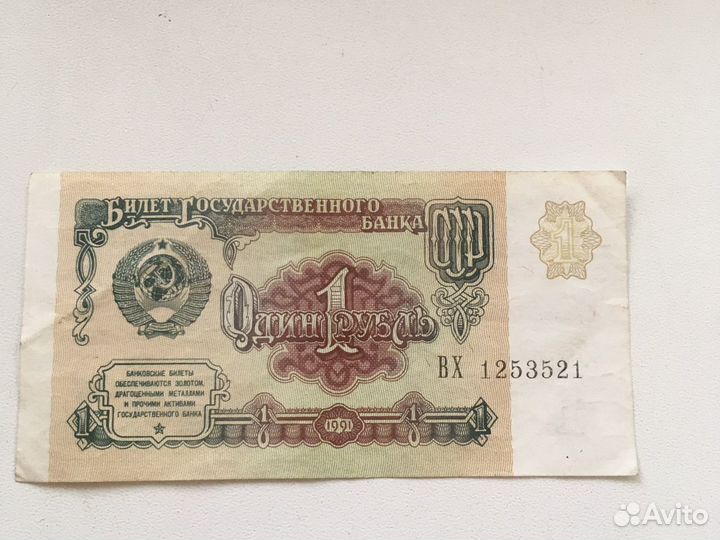 Билет Государственного
Банка СССР
1
Один 1 Рубль
ВХ 1253521
БАНКОВСКИЕ БИЛЕТЫ
ОБЕСПЕЧИВАЮТСЯ ЗОЛОТОМ,
ДРАГОЦЕННЫМИ МЕТАЛЛАМИ
И ПРОЧИМИ АКТИВАМИ
ГОСУДАРСТВЕННОГО БАНКА
1 1 1991 1 1
Avito